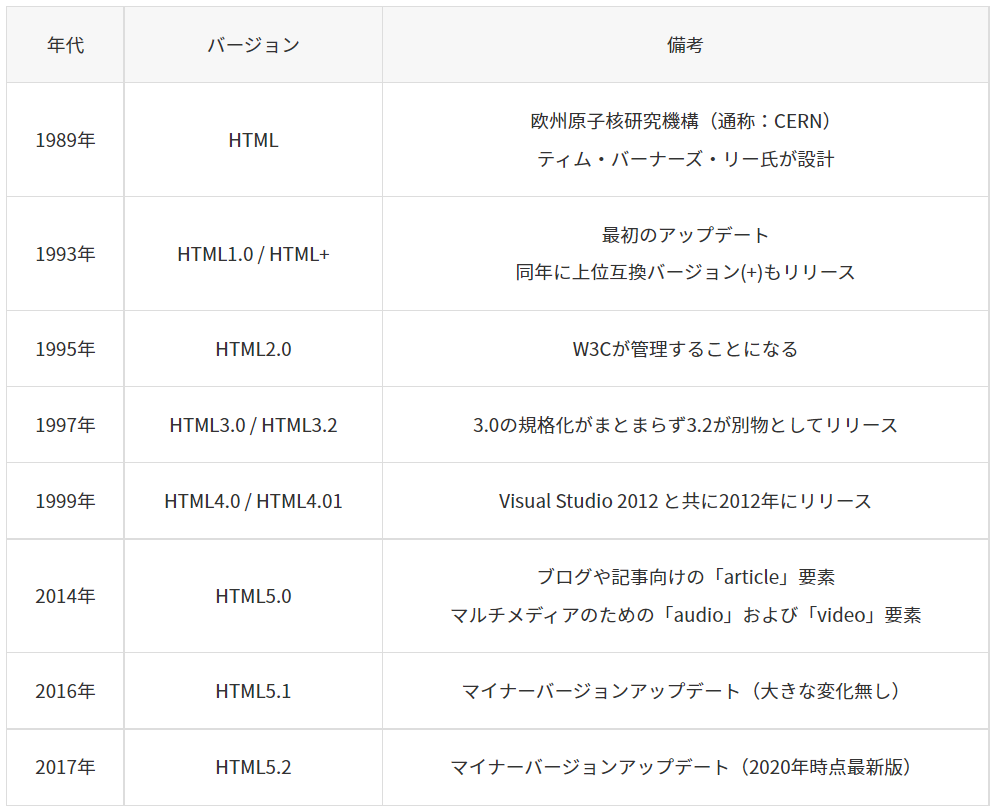 年代 バージョン 備考
1989年 HTML 欧州原子核研究機構（通称：CERN）
ティム・バーナーズ・リー氏が設計
1993年 HTML1.0 / HTML+ 最初のアップデート
同年に上位互換バージョン(+)もリリース
1995年 HTML2.0 W3Cが管理することになる
1997年 HTML3.0 / HTML3.2 3.0の規格化がまとまらず3.2が別物としてリリース
1999年 HTML4.0 / HTML4.01 Visual Studio 2012 と共に2012年にリリース
2014年 HTML5.0 ブログや記事向けの「article」要素
マルチメディアのための「audio」および「video」要素
2016年 HTML5.1 マイナーバージョンアップデート（大きな変化無し）
2017年 HTML5.2 マイナーバージョンアップデート（2020年時点最新版）